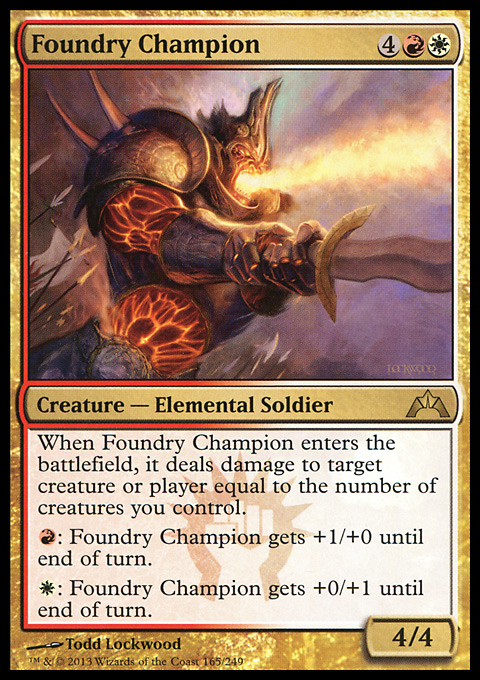 Foundry Champion 4
LOCKWOOD
Creature — Elemental Soldier
When Foundry Champion enters the
battlefield, it deals damage to target
creature or player equal to the number of
creatures you control.
: Foundry Champion gets +1/+0 until
end of turn.
: Foundry Champion gets +0/+1 until
end of turn.
4/4
Todd Lockwood
™ & © 2013 Wizards of the Coast 165/249